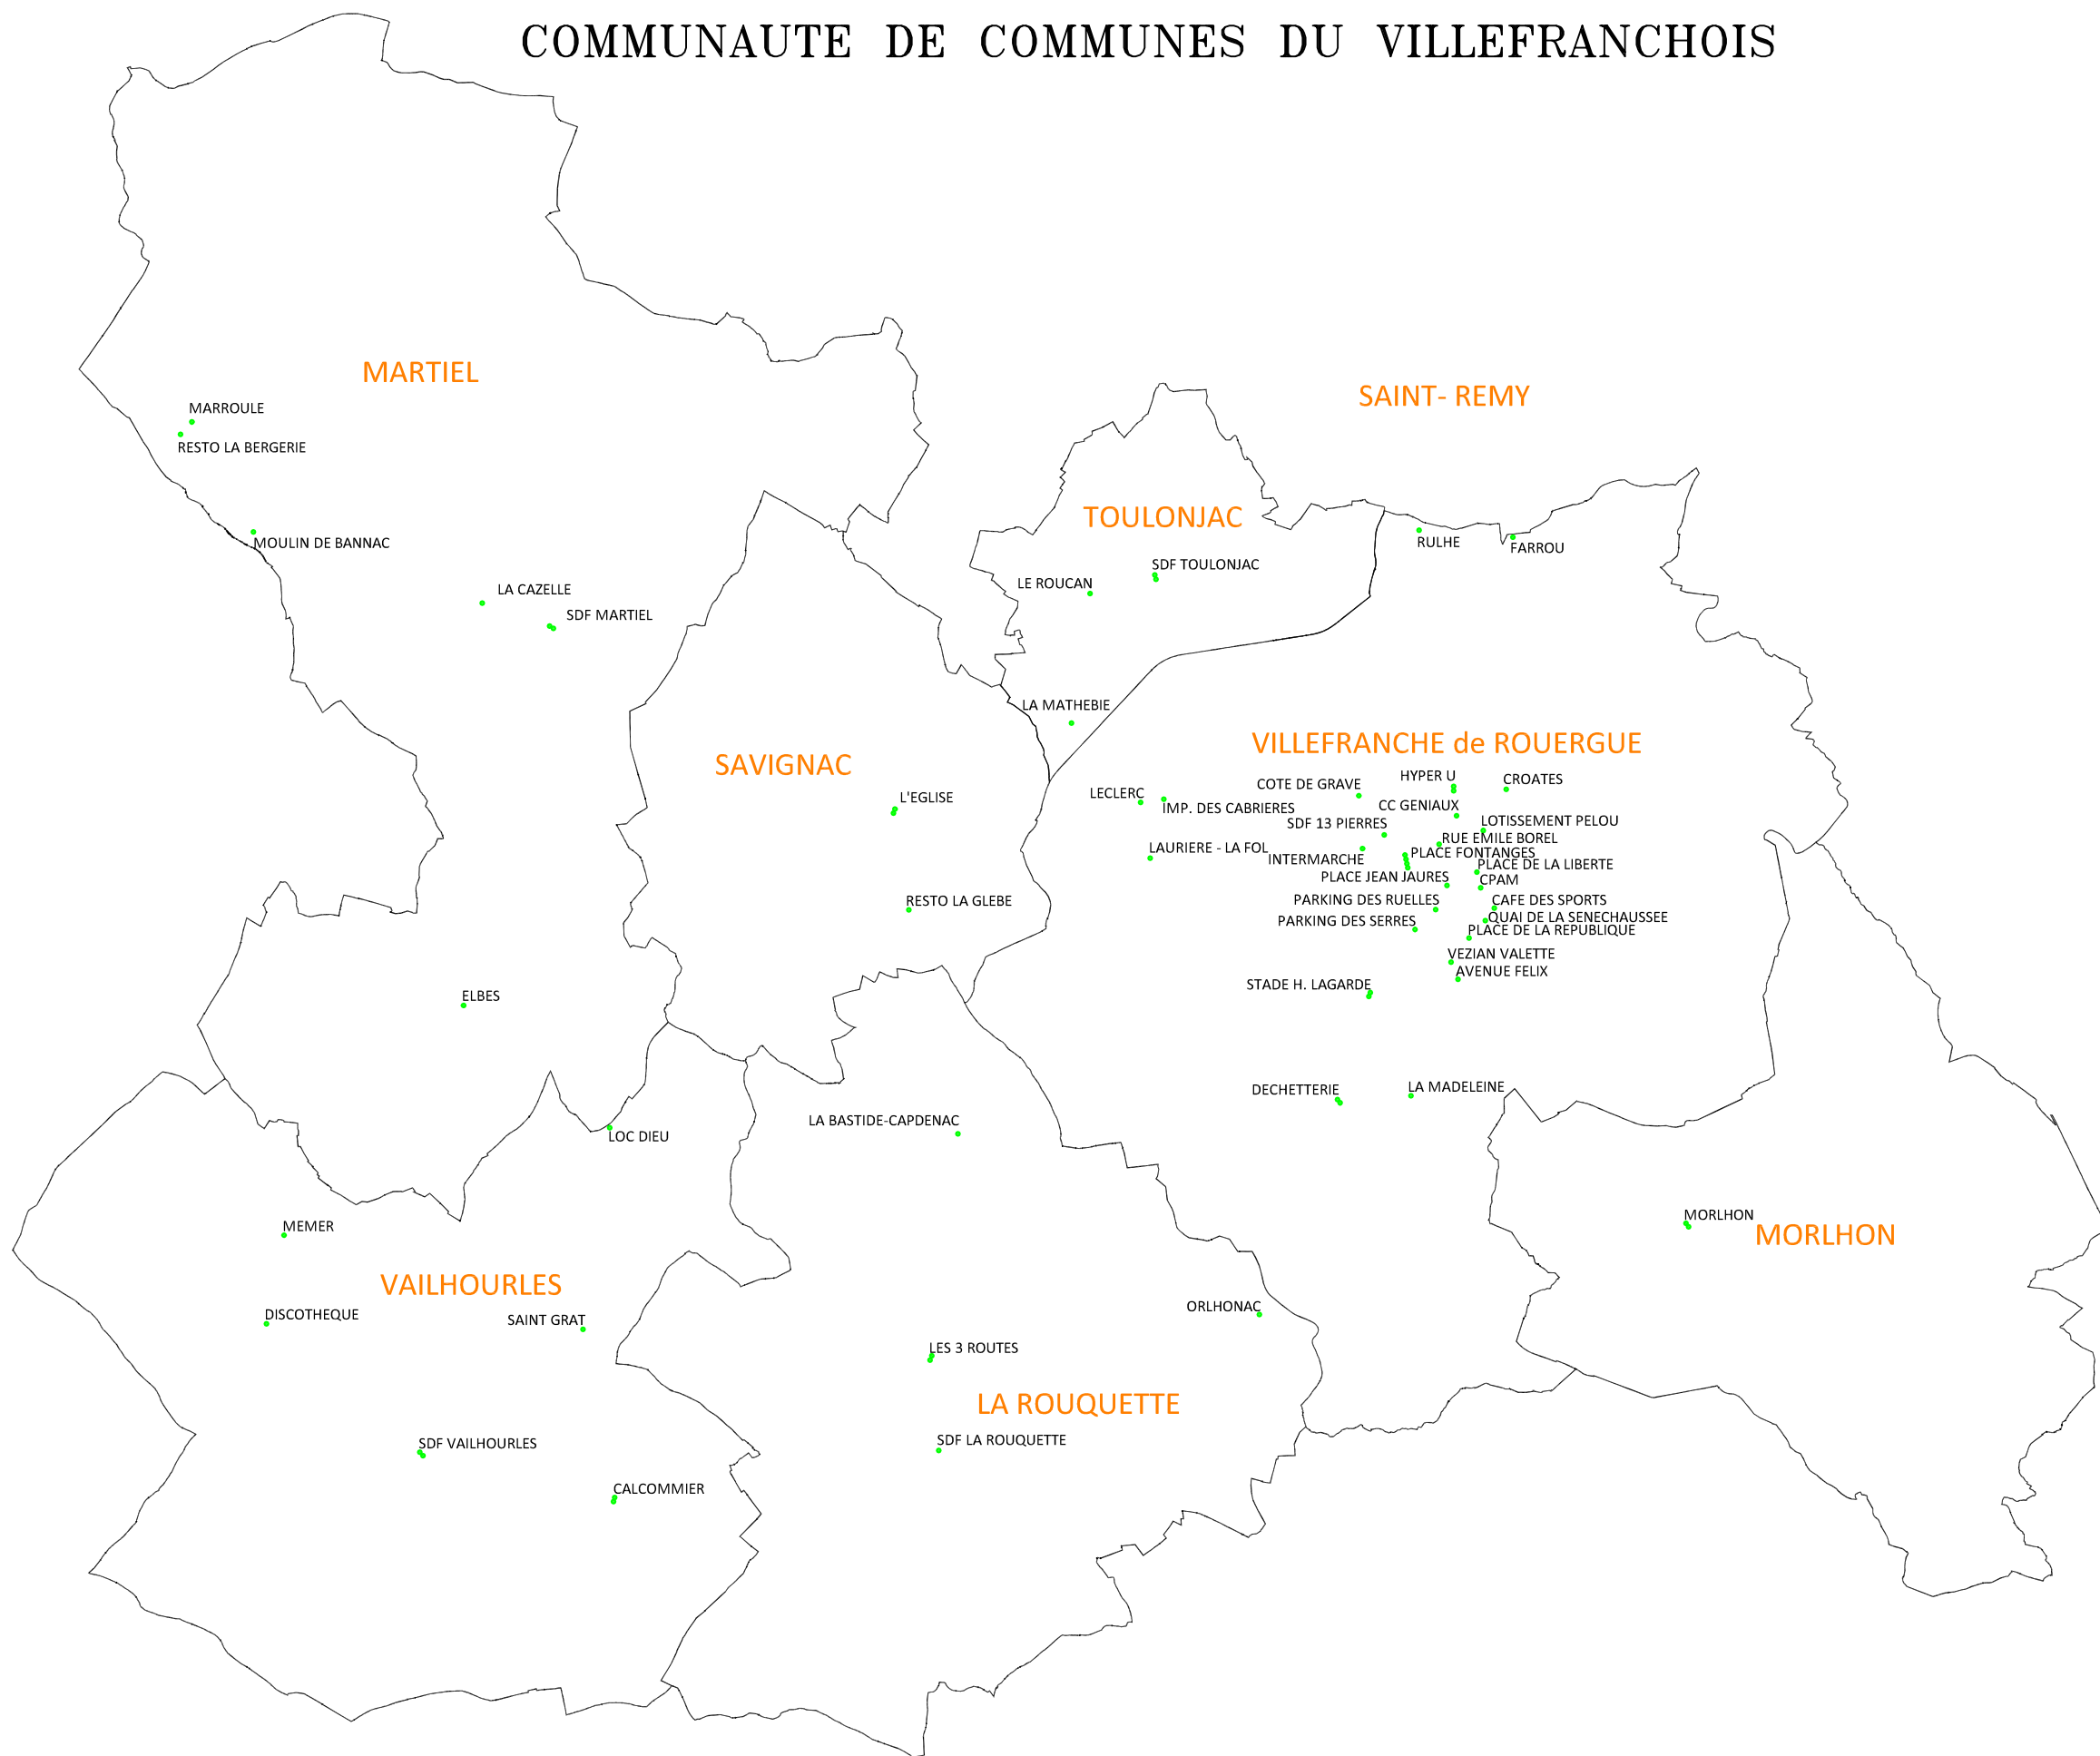 COMMUNAUTE DE COMMUNES DU VILLEFRANCHOIS
MARTIEL
SAINT- REMY
MARROULE
RESTO LA BERGERIE
TOULONJAC
MOULIN DE BANNAC
RULHE
FARROU
SDF TOULONJAC
LE ROUCAN
LA CAZELLE
SDF MARTIEL
LA MATHEBIE
VILLEFRANCHE de ROUERGUE
SAVIGNAC
HYPER U
CROATES
COTE DE GRAVE
LECLERC
L'EGLISE
IMP. DES CABRIERES
CC GENIAUX
SDF 13 PIERRES
LOTISSEMENT PELOU
RUE EMILE BOREL
LAURIERE - LA FOL
INTERMARCHE
PLACE FONTANGES
PLACE DE LA LIBERTE
PLACE JEAN JAURES
CPAM
RESTO LA GLEBE
PARKING DES RUELLES
CAFE DES SPORTS
PARKING DES SERRES
QUAI DE LA SENECHAUSSEE
PLACE DE LA REPUBLIQUE
VEZIAN VALETTE
AVENUE FELIX
STADE H. LAGARDE
ELBES
DECHETTERIE
LA MADELEINE
LA BASTIDE-CAPDENAC
LOC DIEU
MEMER
MORLHON
MORLHON
VAILHOURLES
DISCOTHEQUE
SAINT GRAT
ORLHONAC
LES 3 ROUTES
LA ROUQUETTE
SDF VAILHOURLES
SDF LA ROUQUETTE
CALCOMMIER